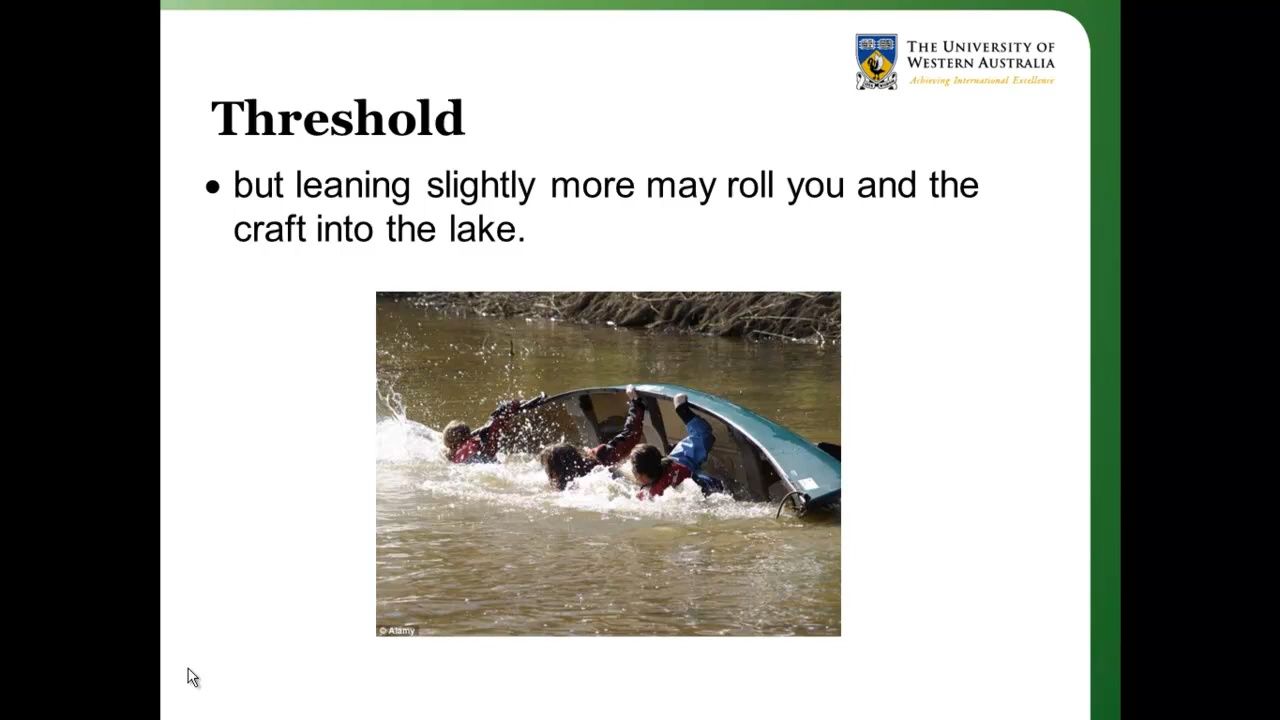 THE UNIVERSITY OF
WESTERN AUSTRALIA
Achieving International Excellence
Threshold
• but leaning slightly more may roll you and the
craft into the lake.
© Alamy